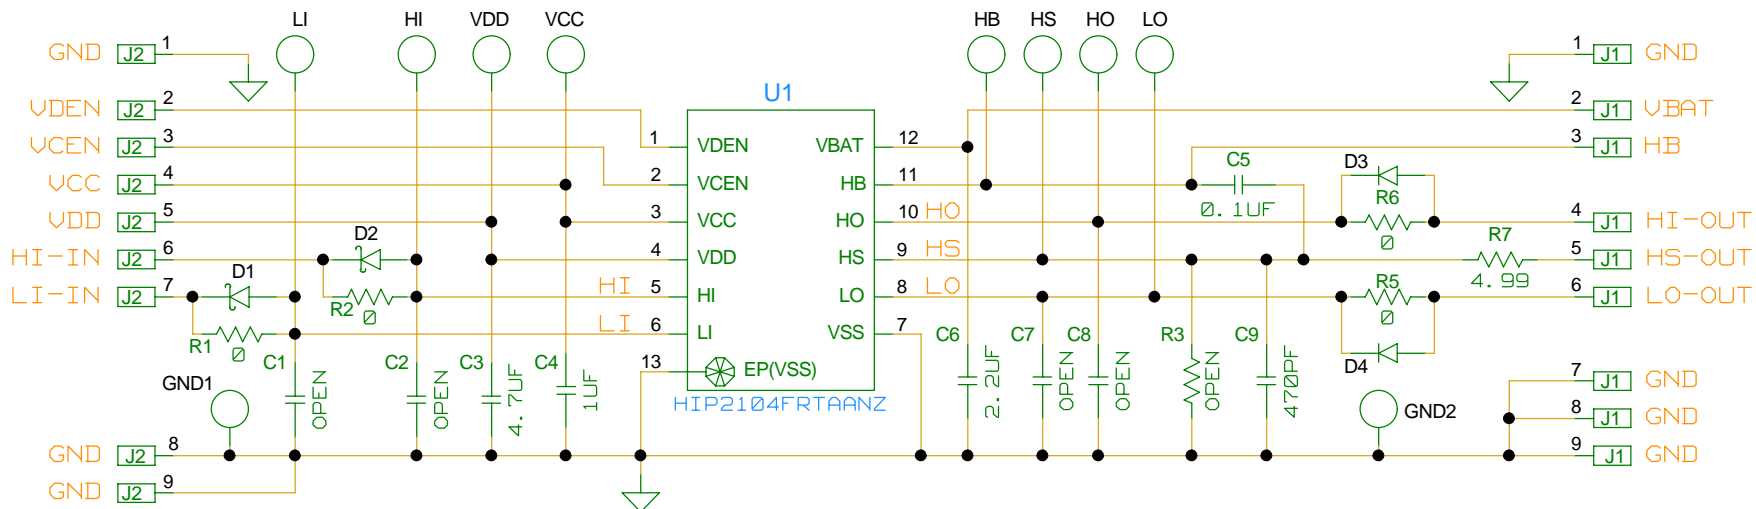 LI HI VDD VCC HB HS HO LO
GND J2 1
1 J1 GND
VDEN J2 2
U1
2 J1 VBAT
VCEN J2 3
1 VDEN VBAT 12
3 J1 HB
VCC J2 4
2 VCEN HB 11
C5
0.1UF
D3
R6
0
VDD J2 5
3 VCC HO 10 HO
4 J1 HI-OUT
HI-IN J2 6
D2
R2
0
4 VDD HS 9 HS
R7
4.99
5 J1 HS-OUT
LI-IN J2 7
D1
R1
0
HI 5 HI LO 8 LO
R5
0
6 J1 LO-OUT
LI 6 LI VSS 7
D4
13 EP(VSS)
HIP2104FRTAANZ
GND1
C1
OPEN
C2
OPEN
C3
4.7UF
C4
1UF
C6
2.2UF
C7
OPEN
C8
OPEN
R3
OPEN
C9
470PF
GND2
7 J1 GND
8 J1 GND
GND J2 8
9 J1 GND
GND J2 9